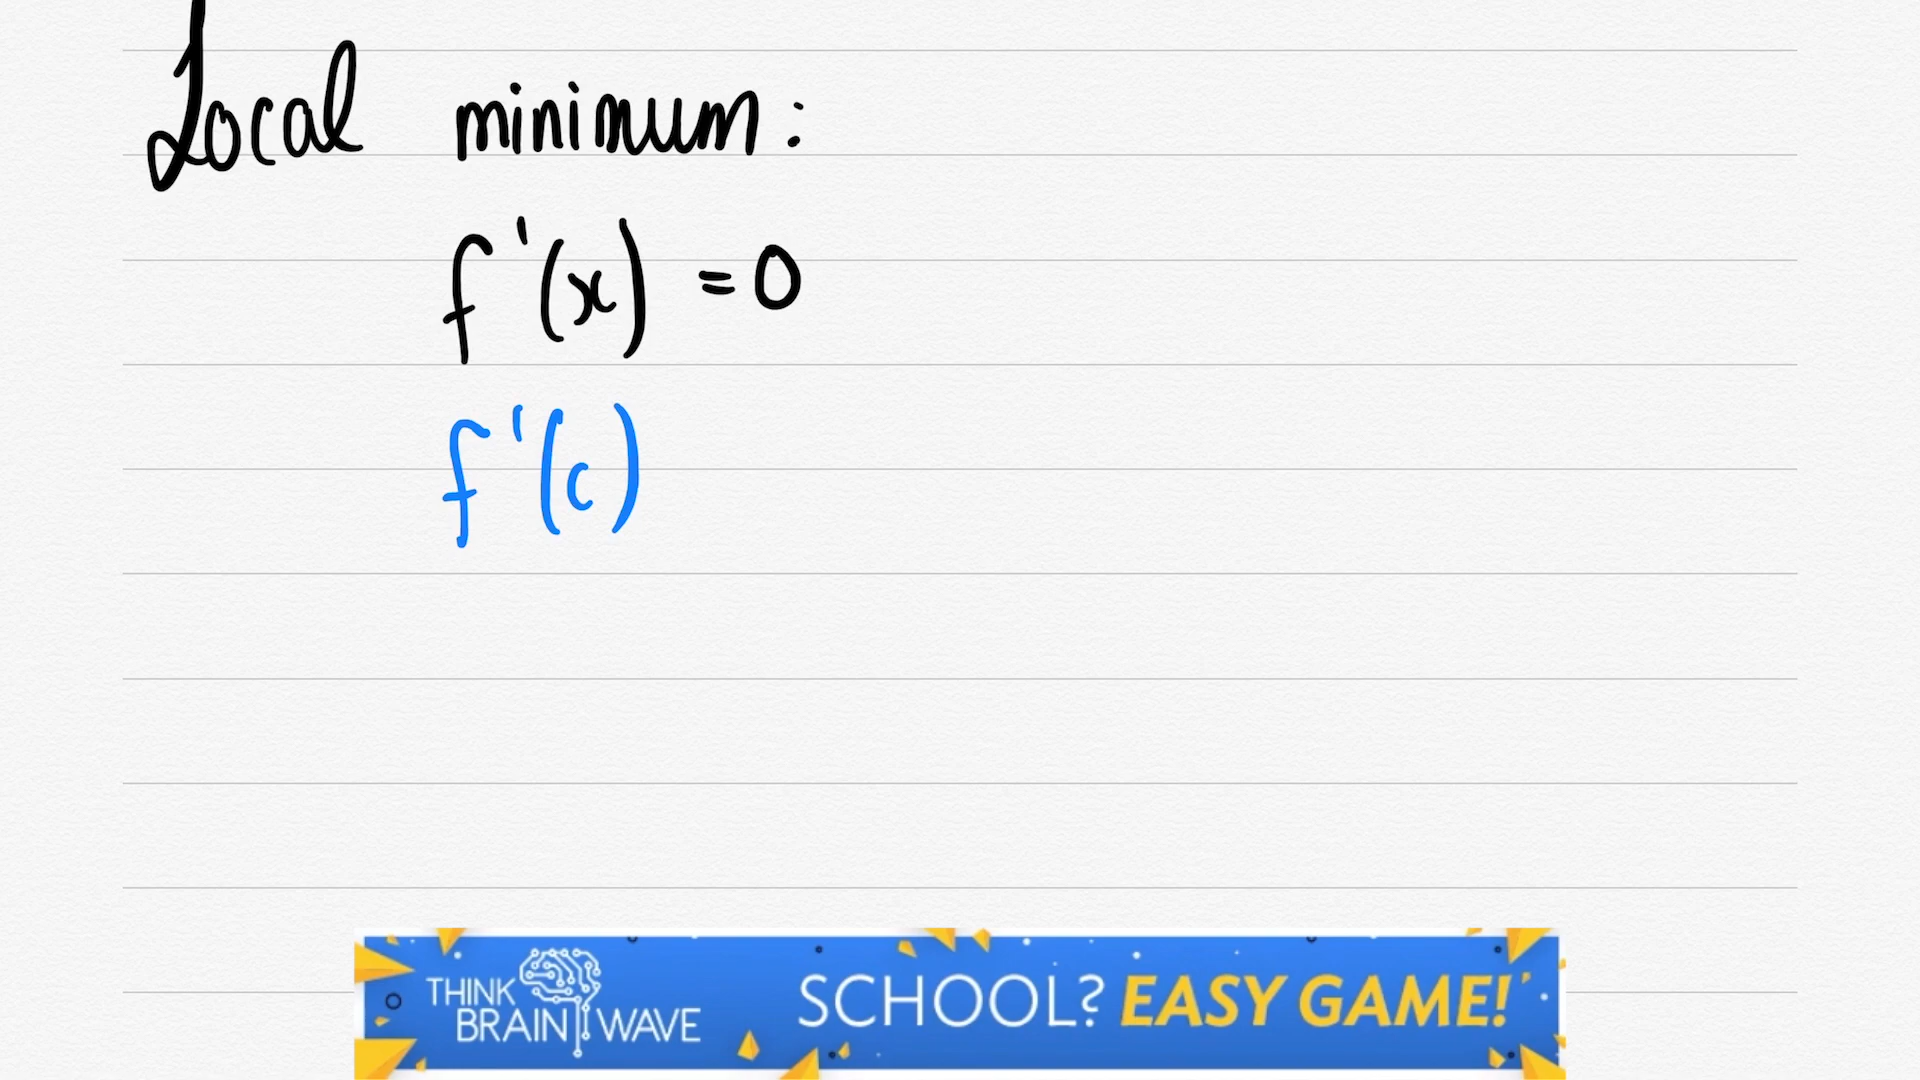 Local minimum:
f'(x) = 0
f'(c)
THINK
BRAIN WAVE
SCHOOL? EASY GAME!